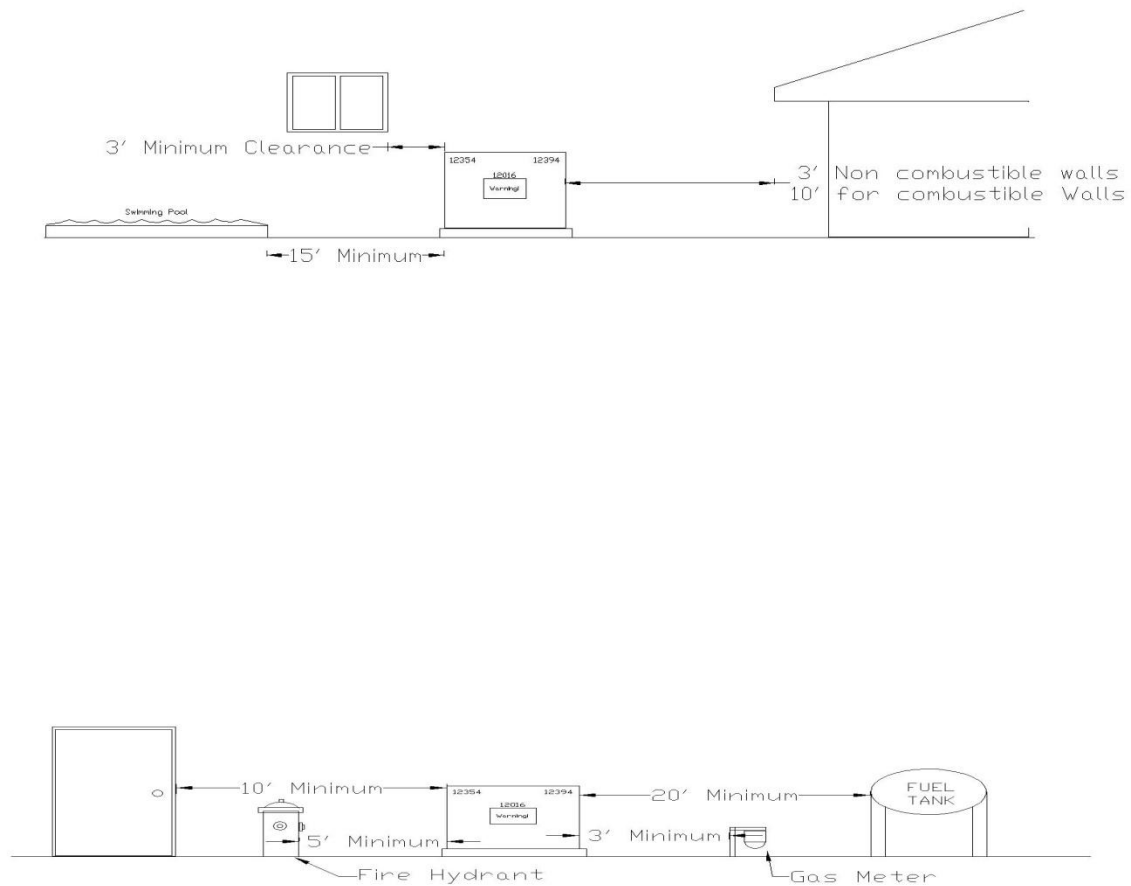 3' Minimum Clearance
12354 12394
12016
Warning!
3' Non combustible walls
10' for combustible Walls
Swimming Pool
15' Minimum
10' Minimum
12354 12394
12016
Warning!
20' Minimum
FUEL
TANK
5' Minimum
3' Minimum
Fire Hydrant
Gas Meter